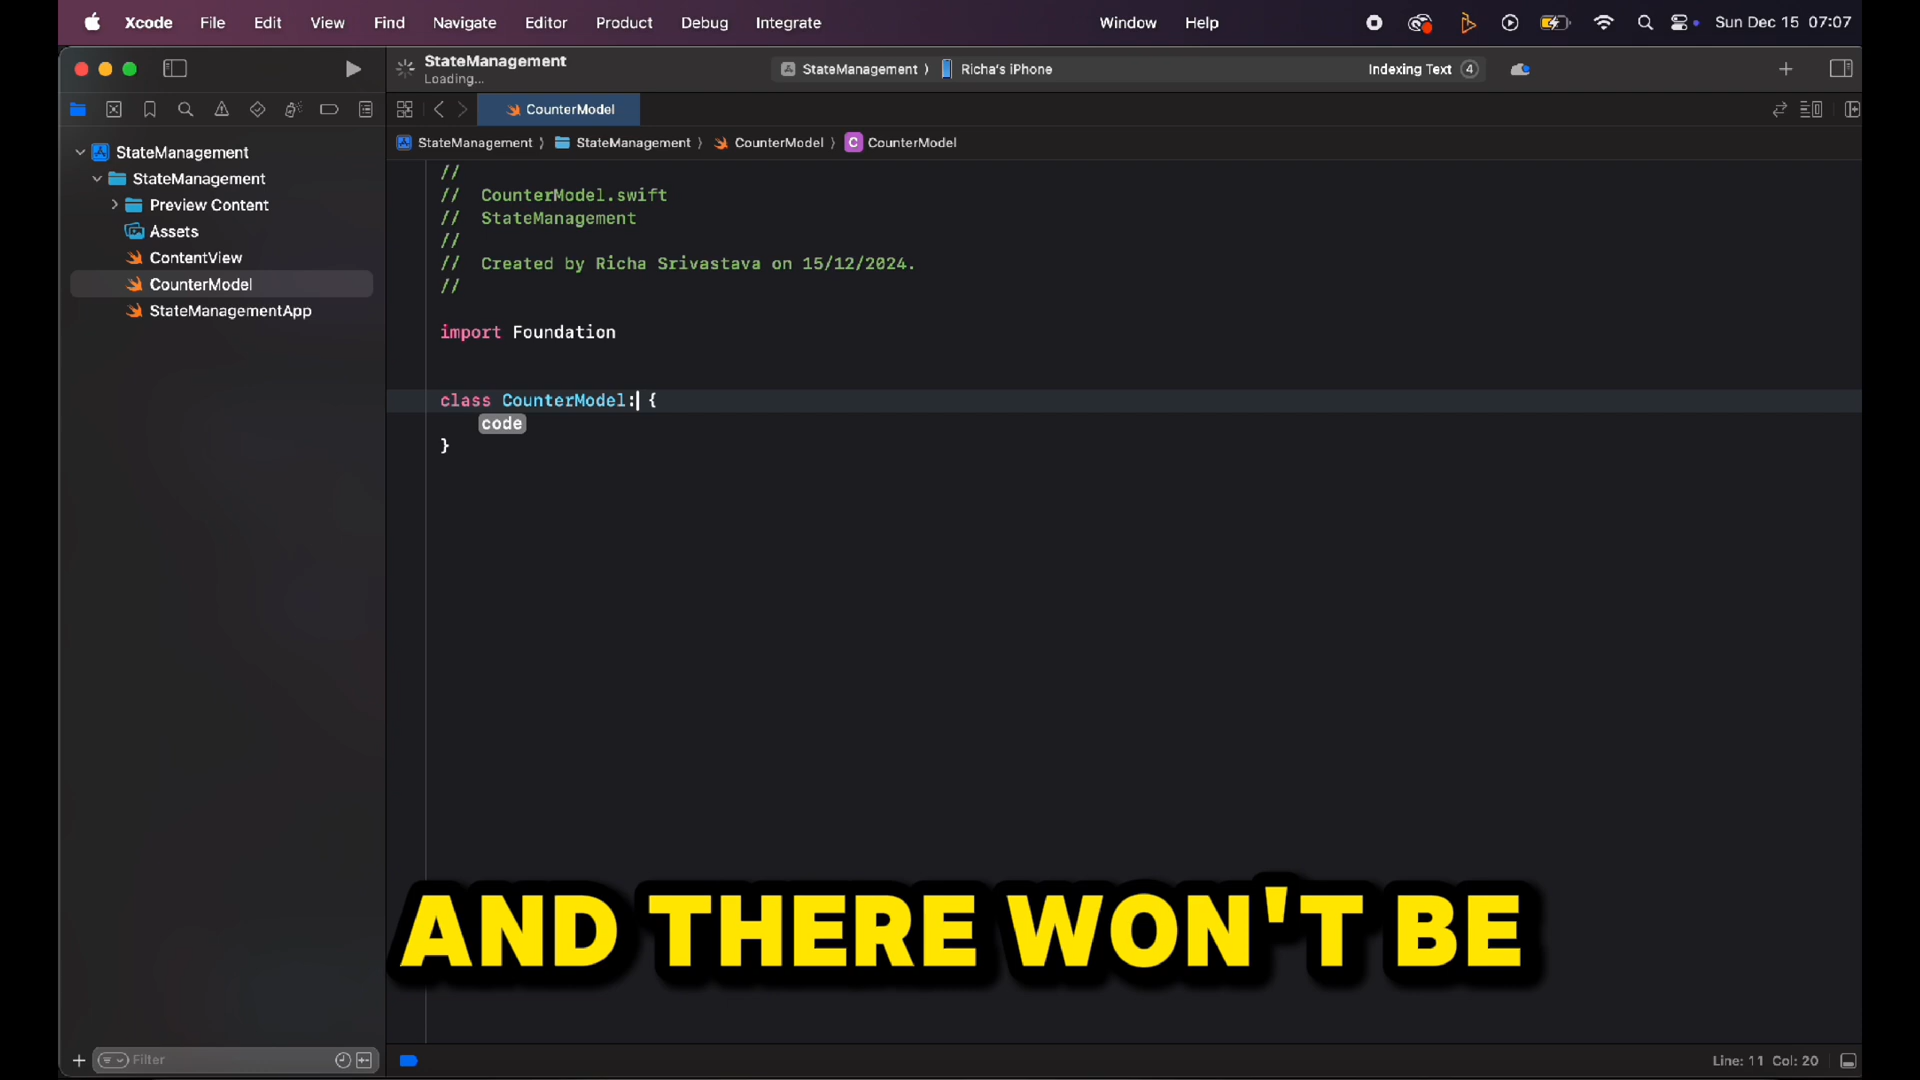 Xcode File Edit View Find Navigate Editor Product Debug Integrate Window Help Sun Dec 15 07:07
StateManagement
Loading...
StateManagement 〉 Richa's iPhone
Indexing Text 4
CounterModel
StateManagement 〉 StateManagement 〉 CounterModel 〉 C CounterModel
StateManagement
StateManagement
Preview Content
Assets
ContentView
CounterModel
StateManagementApp
//
// CounterModel.swift
// StateManagement
//
// Created by Richa Srivastava on 15/12/2024.
//
import Foundation
class CounterModel: {
code
}
AND THERE WON'T BE
Filter
Line: 11 Col: 20